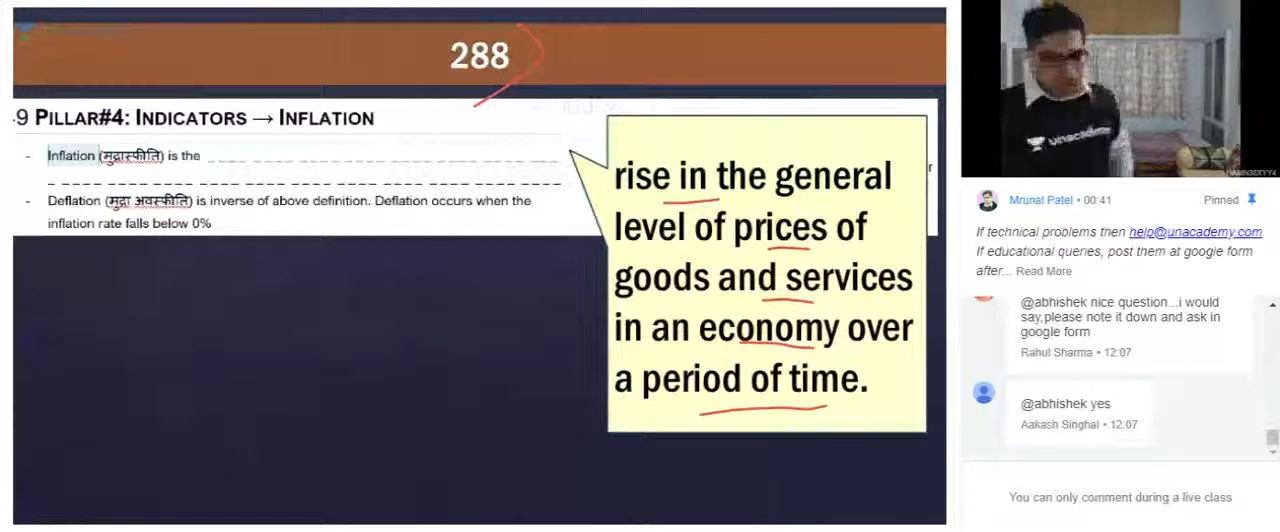 288
9 PILLAR#4: INDICATORS → INFLATION
- Inflation (मुद्रास्फीति) is the
- Deflation (मुद्रा अवस्फीति) is inverse of above definition. Deflation occurs when the
inflation rate falls below 0%
rise in the general
level of prices of
goods and services
in an economy over
a period of time.
unacademy
Mrunal Patel • 00:41
Pinned
If technical problems then help@unacademy.com
If educational queries, post them at google form
after... Read More
@abhishek nice question...i would
say,please note it down and ask in
google form
Rahul Sharma • 12:07
@abhishek yes
Aakash Singhal • 12:07
You can only comment during a live class